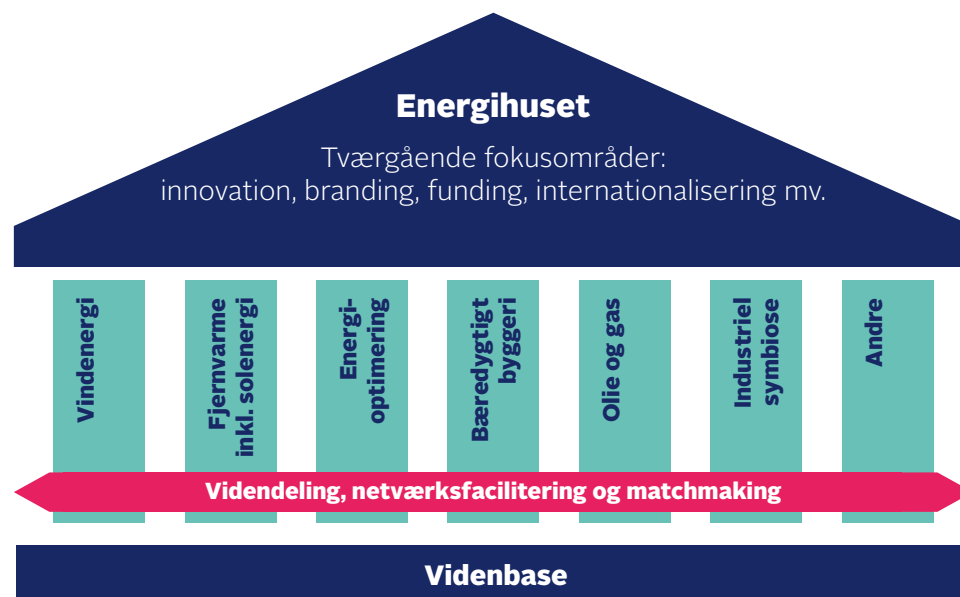 Energihuset
Tværgående fokusområder:
innovation, branding, funding, internationalisering mv.
Vindenergi
Fjernvarme
inkl. solenergi
Energi-
optimering
Bæredygtigt
byggeri
Olie og gas
Industriel
symbiose
Andre
Videndeling, netværksfacilitering og matchmaking
Videnbase